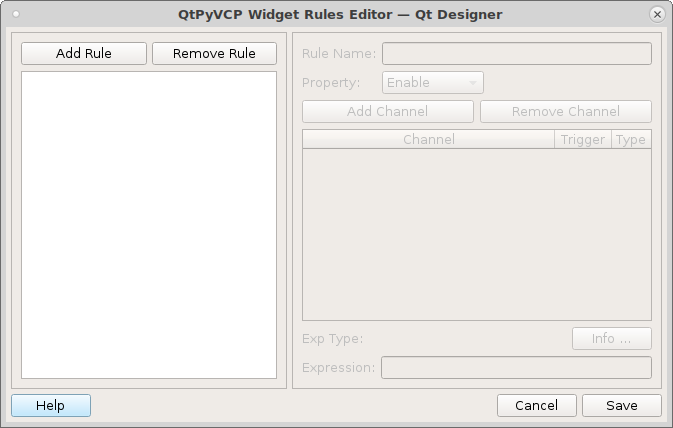 QtPyVCP Widget Rules Editor — Qt Designer
Add Rule
Remove Rule
Rule Name:
Property:
Enable
Add Channel
Remove Channel
Channel
Trigger
Type
Exp Type:
Info ...
Expression:
Help
Cancel
Save